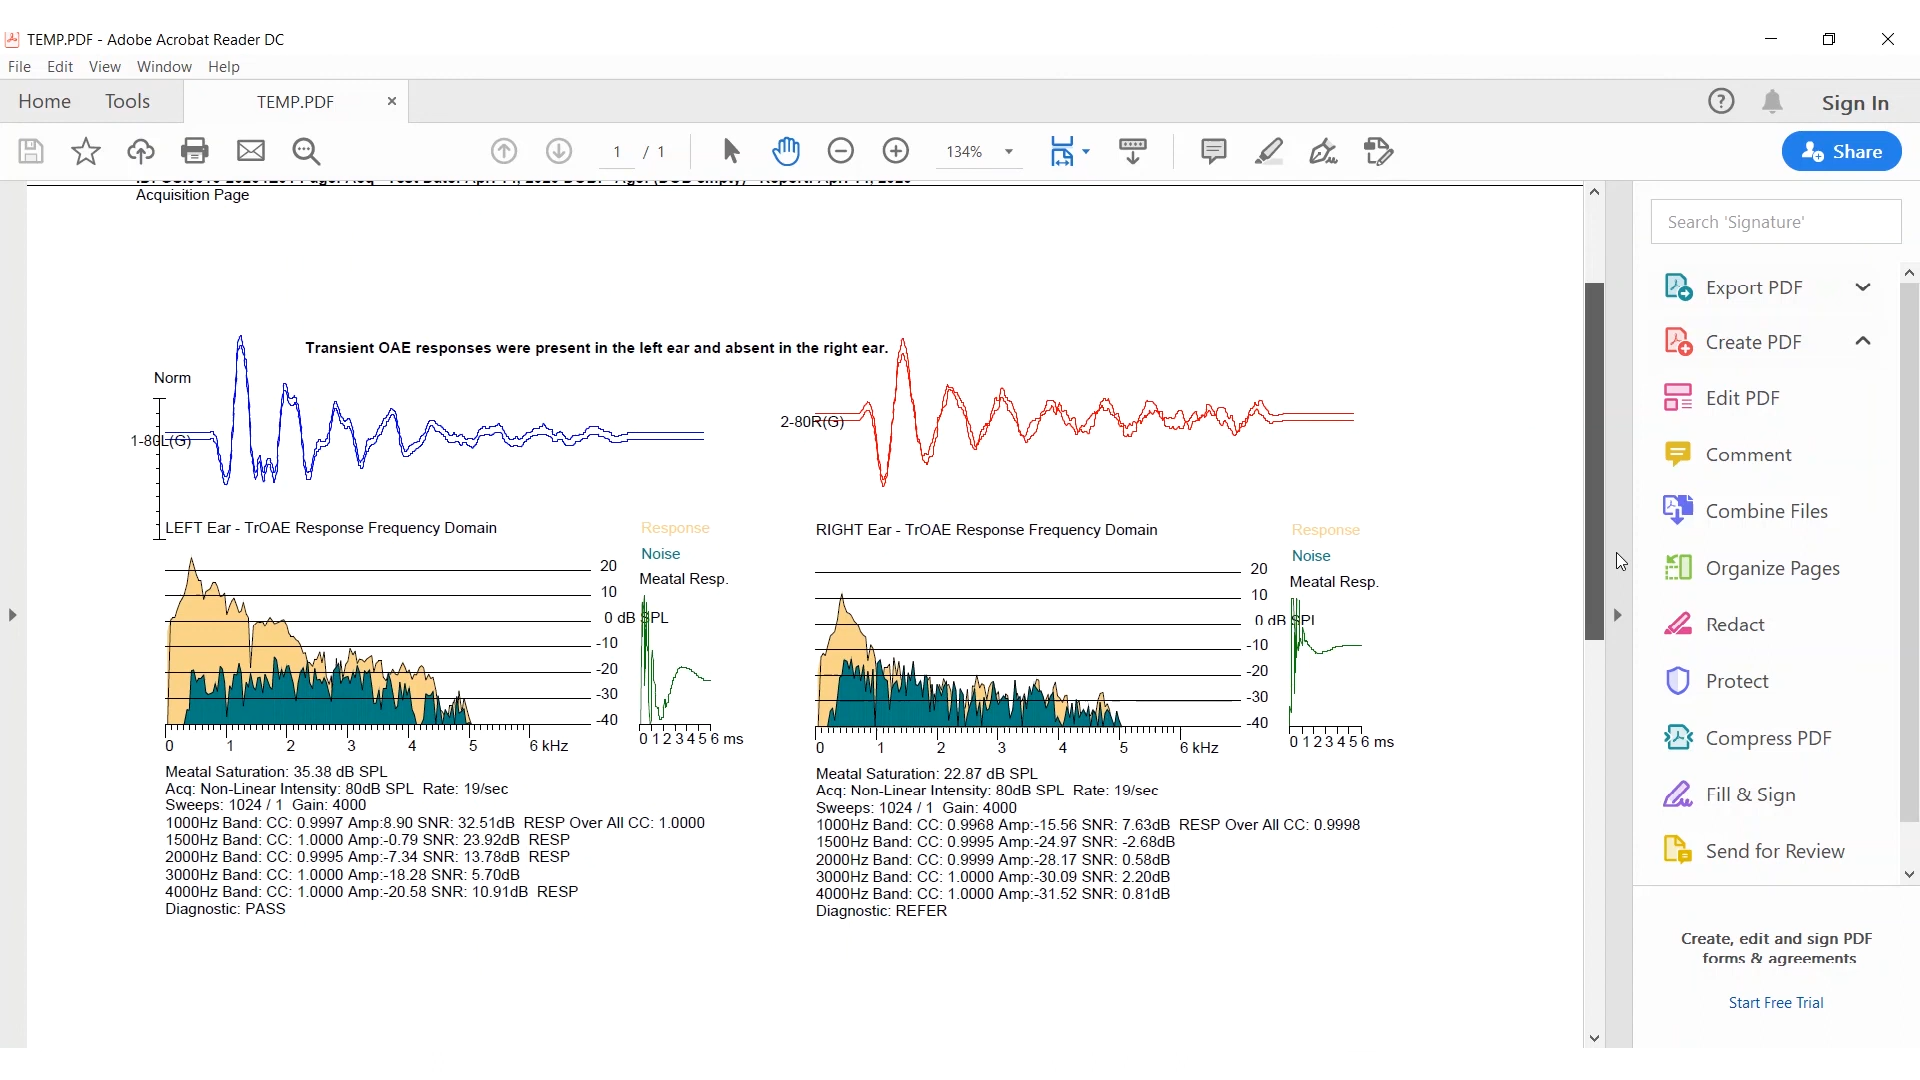 TEMP.PDF - Adobe Acrobat Reader DC
File Edit View Window Help
Home Tools TEMP.PDF Sign In
1 / 1 134% Share
Acquisition Page
Transient OAE responses were present in the left ear and absent in the right ear.
Norm
1-80L(G)
2-80R(G)
LEFT Ear - TrOAE Response Frequency Domain
Response
Noise
Meatal Resp.
20
10
0 dB SPL
-10
-20
-30
-40
0 1 2 3 4 5 6 kHz
0 1 2 3 4 5 6 ms
Meatal Saturation: 35.38 dB SPL
Acq: Non-Linear Intensity: 80dB SPL Rate: 19/sec
Sweeps: 1024 / 1 Gain: 4000
1000Hz Band: CC: 0.9997 Amp:8.90 SNR: 32.51dB RESP Over All CC: 1.0000
1500Hz Band: CC: 1.0000 Amp:-0.79 SNR: 23.92dB RESP
2000Hz Band: CC: 0.9995 Amp:-7.34 SNR: 13.78dB RESP
3000Hz Band: CC: 1.0000 Amp:-18.28 SNR: 5.70dB
4000Hz Band: CC: 1.0000 Amp:-20.58 SNR: 10.91dB RESP
Diagnostic: PASS
RIGHT Ear - TrOAE Response Frequency Domain
Response
Noise
Meatal Resp.
20
10
0 dB SPL
-10
-20
-30
-40
0 1 2 3 4 5 6 kHz
0 1 2 3 4 5 6 ms
Meatal Saturation: 22.87 dB SPL
Acq: Non-Linear Intensity: 80dB SPL Rate: 19/sec
Sweeps: 1024 / 1 Gain: 4000
1000Hz Band: CC: 0.9968 Amp:-15.56 SNR: 7.63dB RESP Over All CC: 0.9998
1500Hz Band: CC: 0.9995 Amp:-24.97 SNR: -2.68dB
2000Hz Band: CC: 0.9999 Amp:-28.17 SNR: 0.58dB
3000Hz Band: CC: 1.0000 Amp:-30.09 SNR: 2.20dB
4000Hz Band: CC: 1.0000 Amp:-31.52 SNR: 0.81dB
Diagnostic: REFER
Search 'Signature'
Export PDF
Create PDF
Edit PDF
Comment
Combine Files
Organize Pages
Redact
Protect
Compress PDF
Fill & Sign
Send for Review
Create, edit and sign PDF
forms & agreements
Start Free Trial